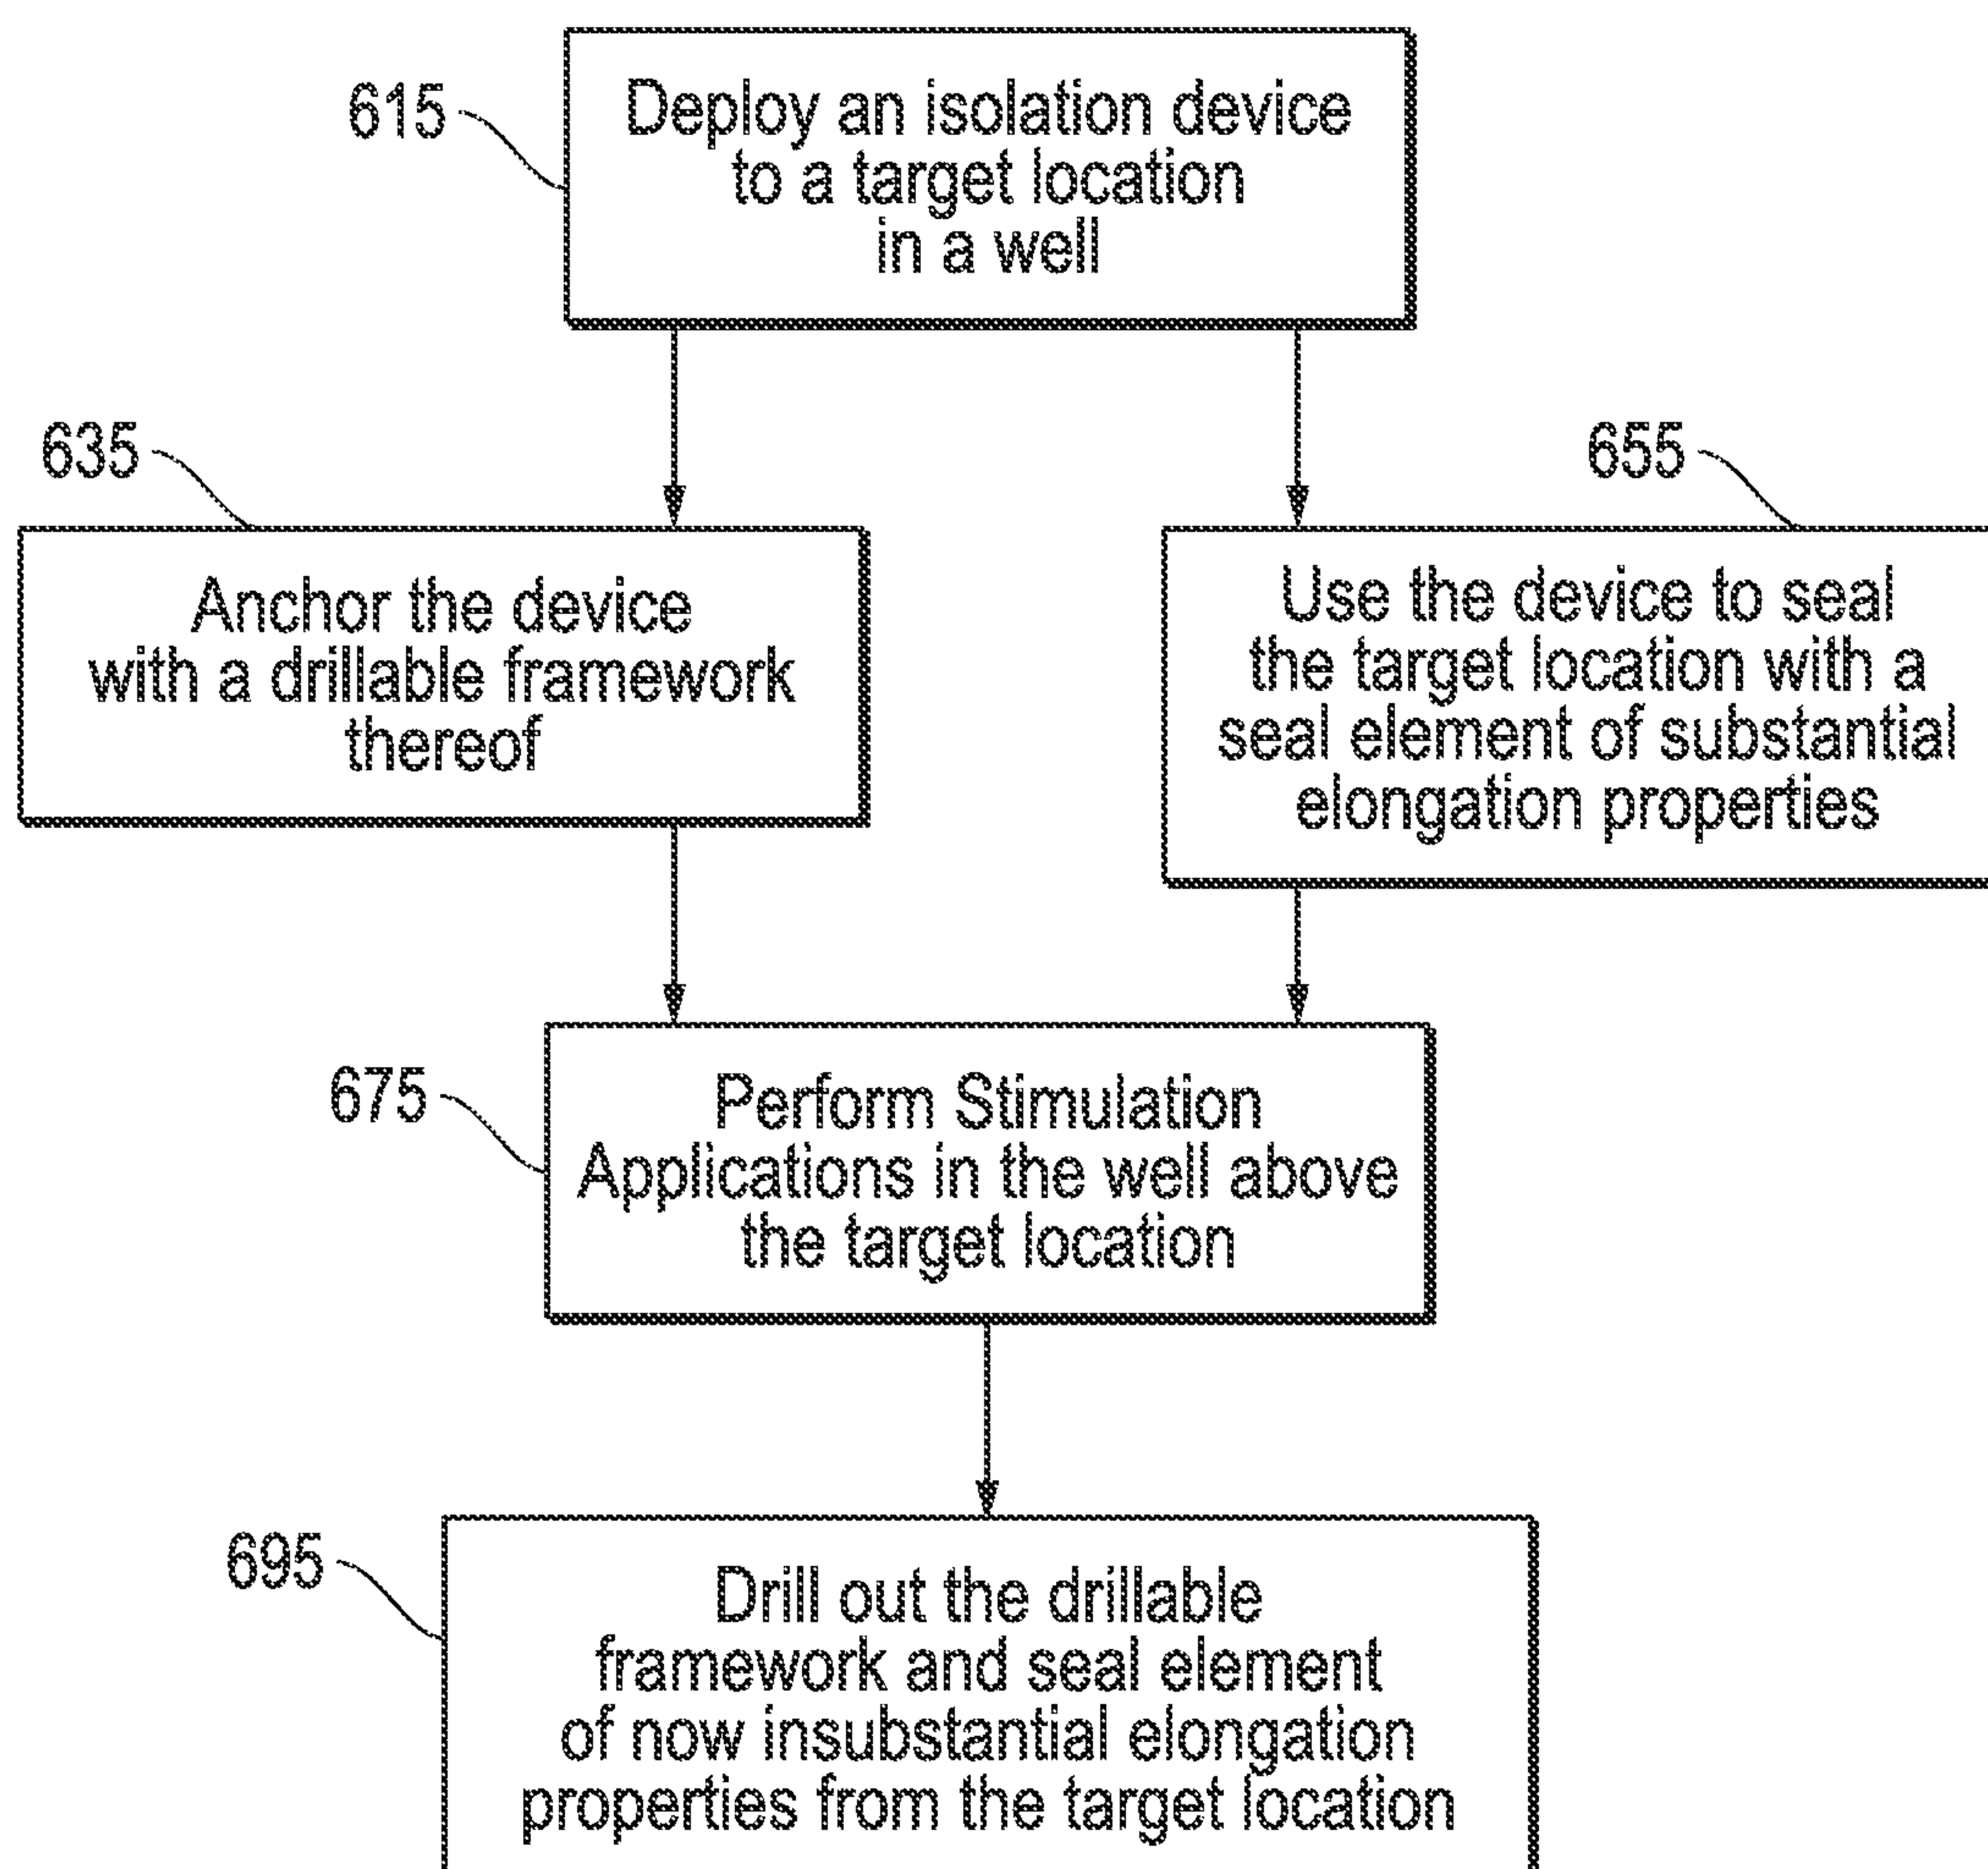 615
Deploy an isolation device
to a target location
in a well
635
Anchor the device
with a drillable framework
thereof
655
Use the device to seal
the target location with a
seal element of substantial
elongation properties
675
Perform Stimulation
Applications in the well above
the target location
695
Drill out the drillable
framework and seal element
of now insubstantial elongation
properties from the target location